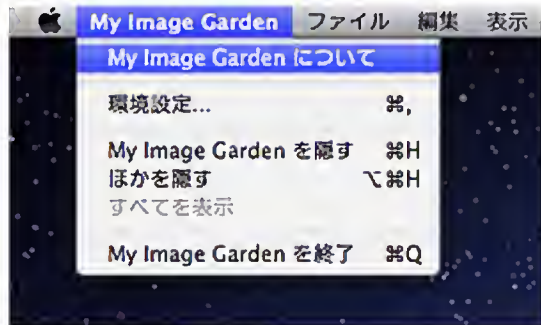 My Image Garden ファイル 編集 表示
My Image Garden について
環境設定... ⌘,
My Image Garden を隠す ⌘H
ほかを隠す ⌥⌘H
すべてを表示
My Image Garden を終了 ⌘Q